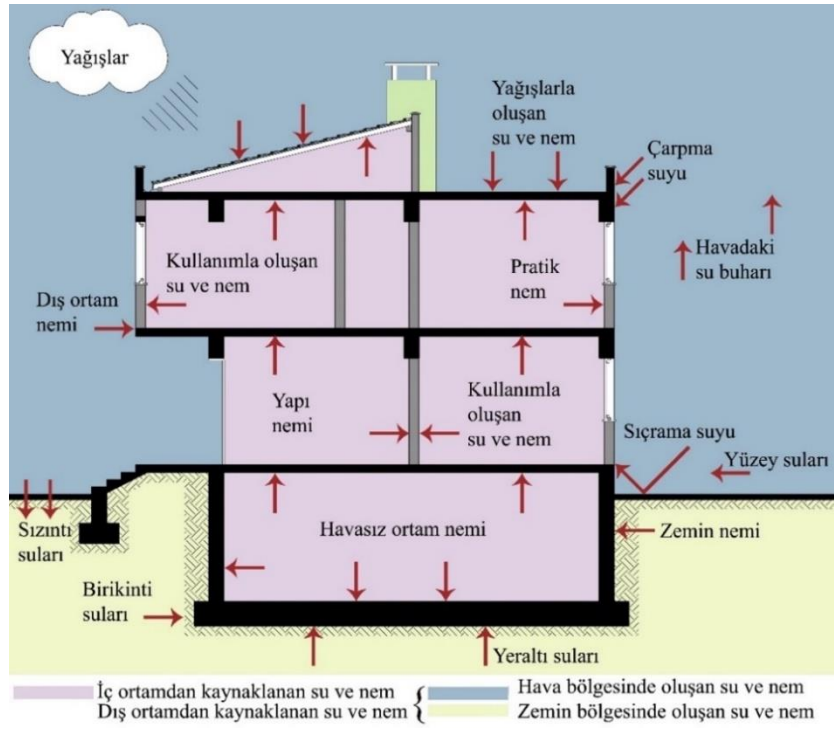 Yağışlar
Yağışlarla
oluşan
su ve nem
Çarpma
suyu
Havadaki
su buharı
Kullanımla oluşan
su ve nem
Pratik
nem
Dış ortam
nemi
Yapı
nemi
Kullanımla
oluşan
su ve nem
Sıçrama suyu
Yüzey suları
Sızıntı
suları
Havasız ortam nemi
Zemin nemi
Birikinti
suları
Yeraltı suları
İç ortamdan kaynaklanan su ve nem
Dış ortamdan kaynaklanan su ve nem
Hava bölgesinde oluşan su ve nem
Zemin bölgesinde oluşan su ve nem